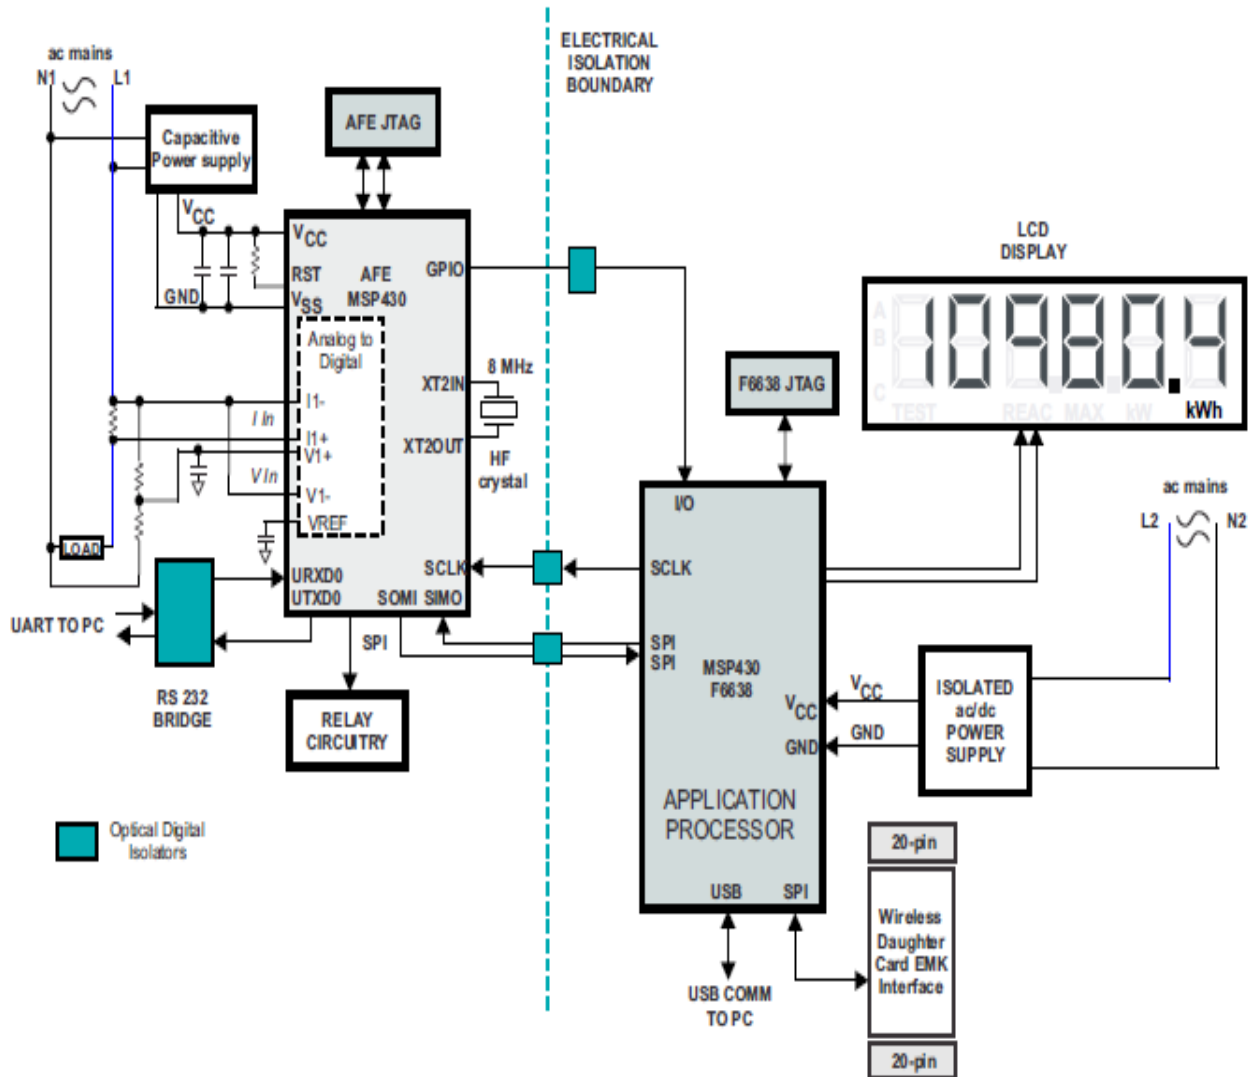 ac mains
N1
L1
Capacitive
Power supply
VCC
GND
AFE JTAG
ELECTRICAL
ISOLATION
BOUNDARY
VCC
RST
VSS
AFE
MSP430
GPIO
Analog to
Digital
XT2IN
XT2OUT
8 MHz
HF
crystal
I In
I1-
I1+
V1+
V In
V1-
VREF
LOAD
URXD0
UTXD0
SOMI
SIMO
SCLK
UART TO PC
RS 232
BRIDGE
SPI
RELAY
CIRCUITRY
Optical Digital
Isolators
LCD
DISPLAY
A
B
C
10980.4
TEST
REAC
MAX
kW
kWh
F6638 JTAG
I/O
SCLK
SPI
SPI
MSP430
F6638
VCC
GND
APPLICATION
PROCESSOR
USB
SPI
VCC
GND
ISOLATED
ac/dc
POWER
SUPPLY
ac mains
L2
N2
USB COMM
TO PC
20-pin
Wireless
Daughter
Card EMK
Interface
20-pin